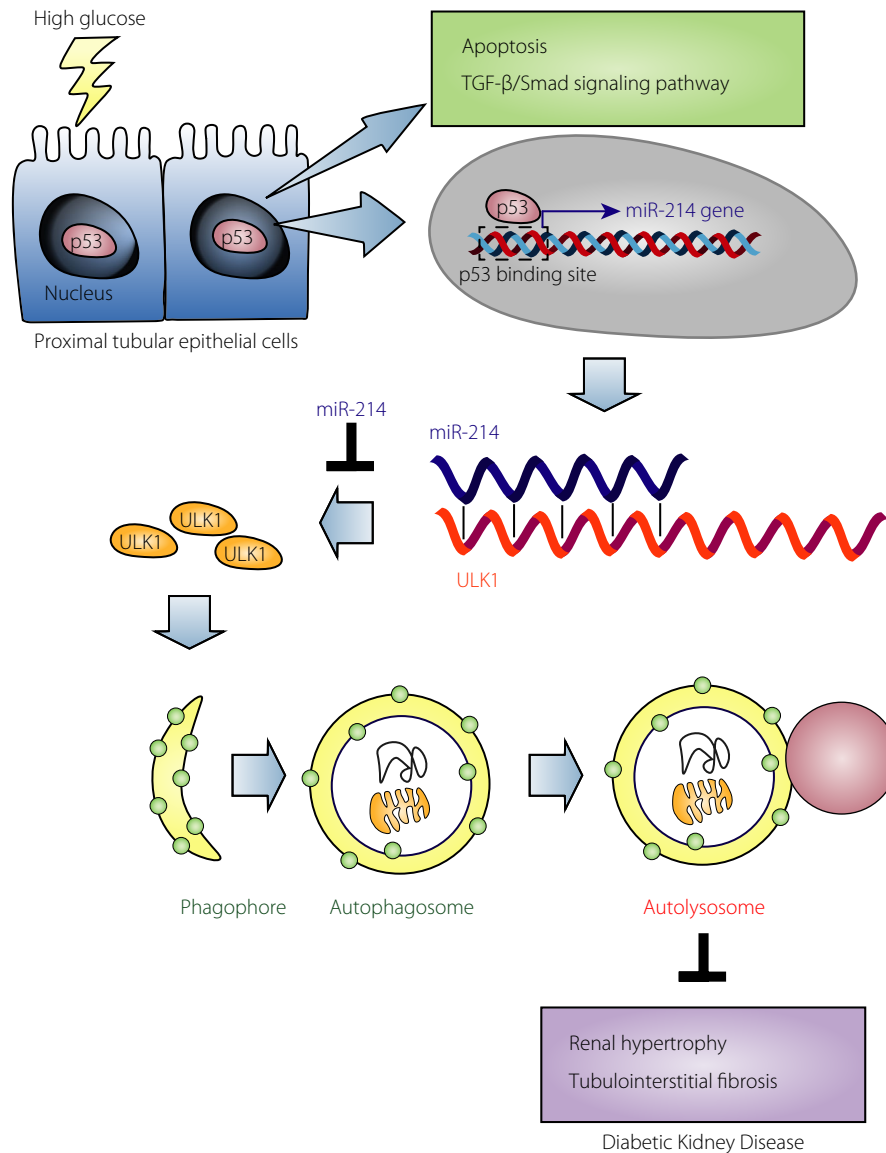 High glucose
Apoptosis
TGF-β/Smad signaling pathway
p53
p53
Nucleus
Proximal tubular epithelial cells
p53
miR-214 gene
p53 binding site
miR-214
miR-214
ULK1
ULK1
ULK1
ULK1
Phagophore
Autophagosome
Autolysosome
Renal hypertrophy
Tubulointerstitial fibrosis
Diabetic Kidney Disease